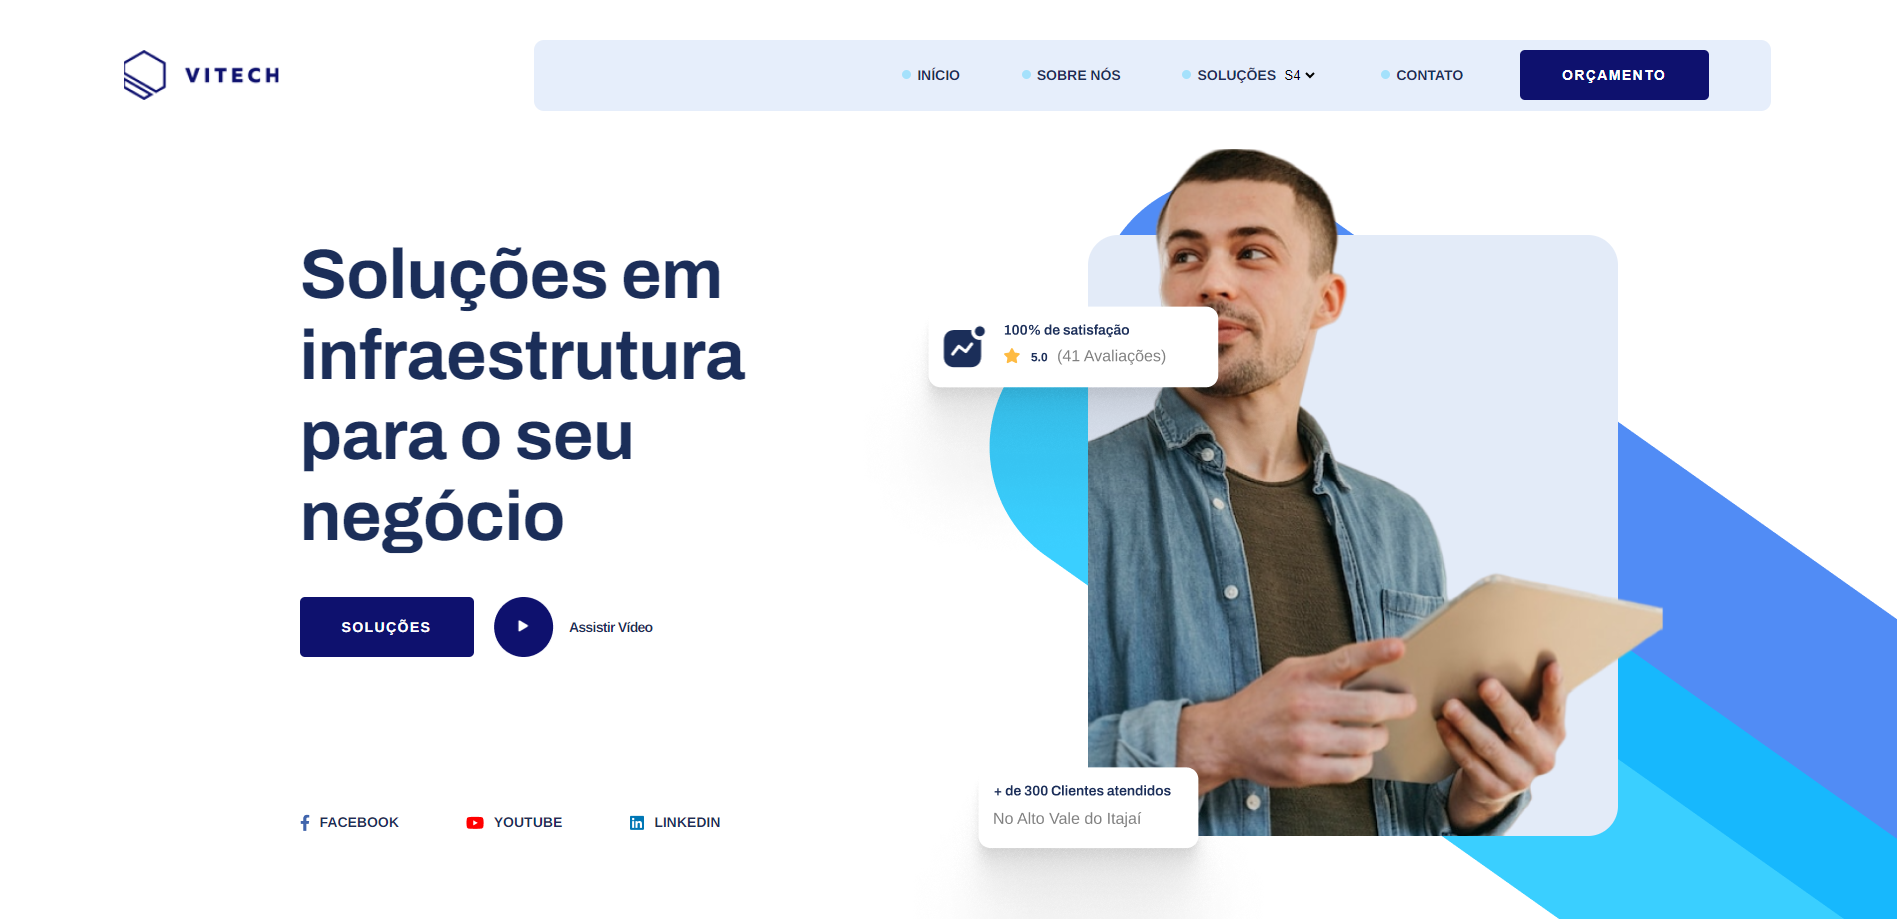 VITECH
INÍCIO
SOBRE NÓS
SOLUÇÕES S4
CONTATO
ORÇAMENTO
Soluções em
infraestrutura
para o seu
negócio
100% de satisfação
5.0 (41 Avaliações)
SOLUÇÕES
Assistir Vídeo
+ de 300 Clientes atendidos
No Alto Vale do Itajaí
FACEBOOK
YOUTUBE
LINKEDIN